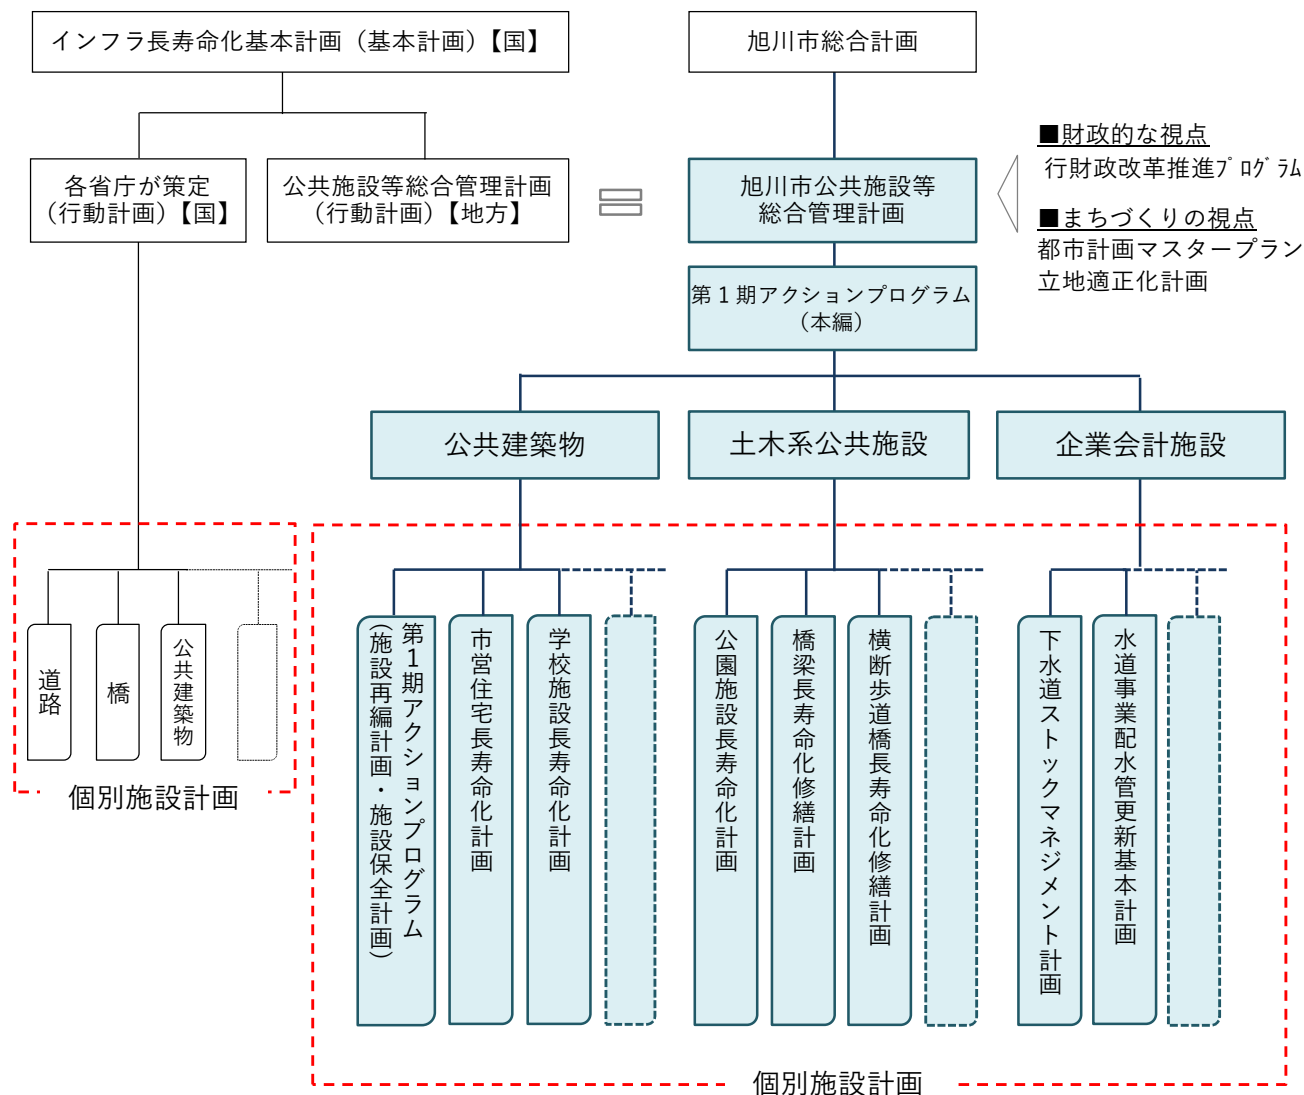 インフラ長寿命化基本計画（基本計画）【国】
旭川市総合計画
■財政的な視点
行財政改革推進ﾌﾟﾛｸﾞﾗﾑ
■まちづくりの視点
都市計画マスタープラン
立地適正化計画
各省庁が策定
（行動計画）【国】
公共施設等総合管理計画
（行動計画）【地方】
旭川市公共施設等
総合管理計画
第１期アクションプログラム
（本編）
公共建築物
土木系公共施設
企業会計施設
道路
橋
公共建築物
個別施設計画
第１期アクションプログラム
（施設再編計画・施設保全計画）
市営住宅長寿命化計画
学校施設長寿命化計画
公園施設長寿命化計画
橋梁長寿命化修繕計画
横断歩道橋長寿命化修繕計画
下水道ストックマネジメント計画
水道事業配水管更新基本計画
個別施設計画